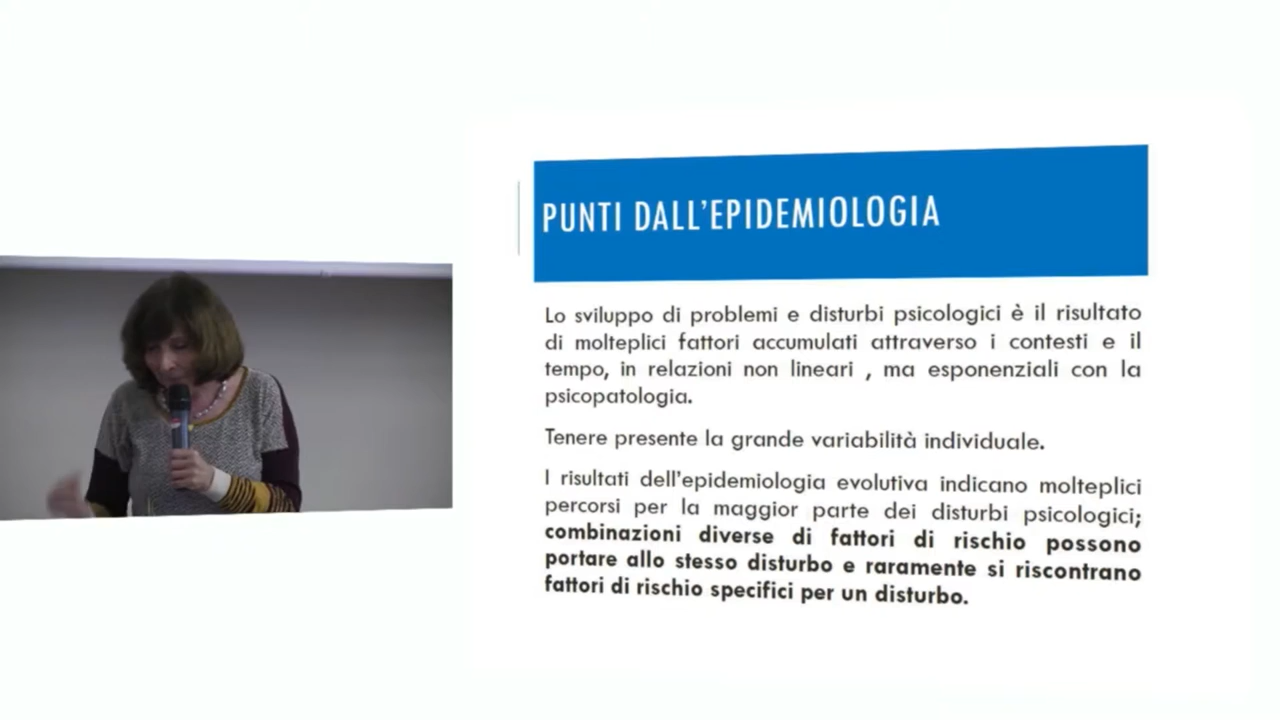 PUNTI DALL'EPIDEMIOLOGIA
Lo sviluppo di problemi e disturbi psicologici è il risultato
di molteplici fattori accumulati attraverso i contesti e il
tempo, in relazioni non lineari , ma esponenziali con la
psicopatologia.
Tenere presente la grande variabilità individuale.
I risultati dell'epidemiologia evolutiva indicano molteplici
percorsi per la maggior parte dei disturbi psicologici;
combinazioni diverse di fattori di rischio possono
portare allo stesso disturbo e raramente si riscontrano
fattori di rischio specifici per un disturbo.